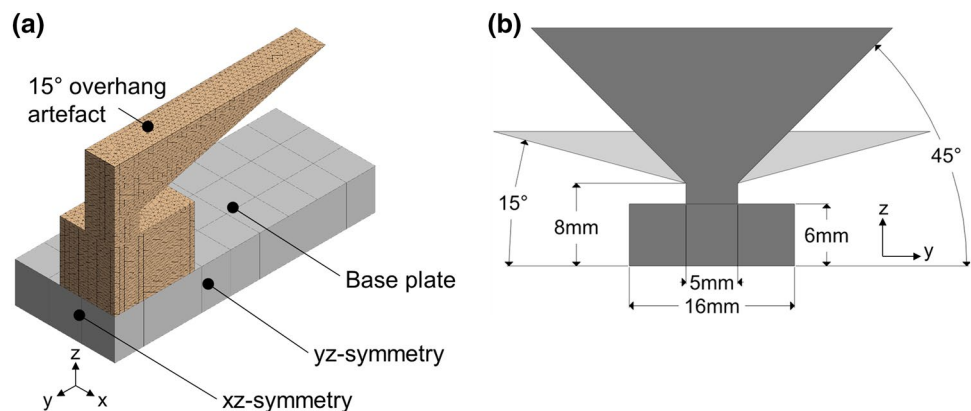 (a)
15° overhang
artefact
Base plate
yz-symmetry
xz-symmetry
z
y
x
(b)
15°
8mm
5mm
16mm
6mm
45°
z
y